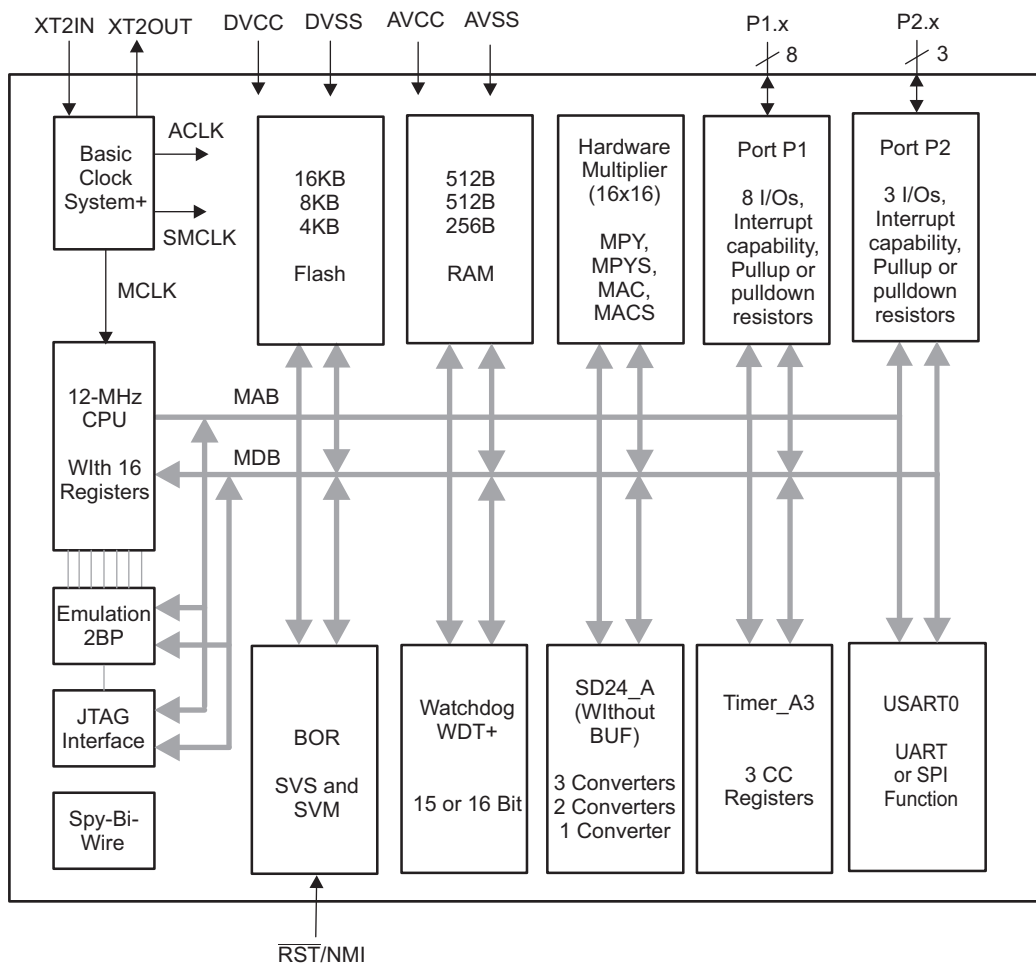 XT2IN XT2OUT DVCC DVSS AVCC AVSS P1.x P2.x
8
3
Basic
Clock
System+
ACLK
SMCLK
MCLK
16KB
8KB
4KB
Flash
512B
512B
256B
RAM
Hardware
Multiplier
(16x16)
MPY,
MPYS,
MAC,
MACS
Port P1
8 I/Os,
Interrupt
capability,
Pullup or
pulldown
resistors
Port P2
3 I/Os,
Interrupt
capability,
Pullup or
pulldown
resistors
12-MHz
CPU
WIth 16
Registers
MAB
MDB
Emulation
2BP
JTAG
Interface
Spy-Bi-
Wire
BOR
SVS and
SVM
Watchdog
WDT+
15 or 16 Bit
SD24_A
(WIthout
BUF)
3 Converters
2 Converters
1 Converter
Timer_A3
3 CC
Registers
USART0
UART
or SPI
Function
RST/NMI